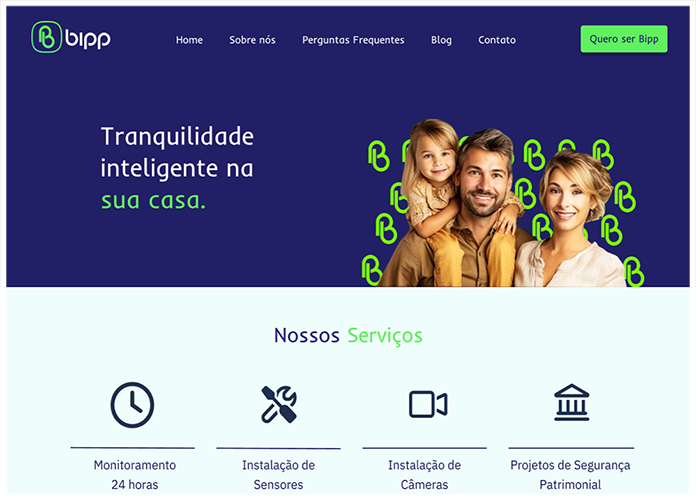 bipp
Home Sobre nós Perguntas Frequentes Blog Contato Quero ser Bipp
Tranquilidade
inteligente na
sua casa.
Nossos Serviços
Monitoramento
24 horas
Instalação de
Sensores
Instalação de
Câmeras
Projetos de Segurança
Patrimonial